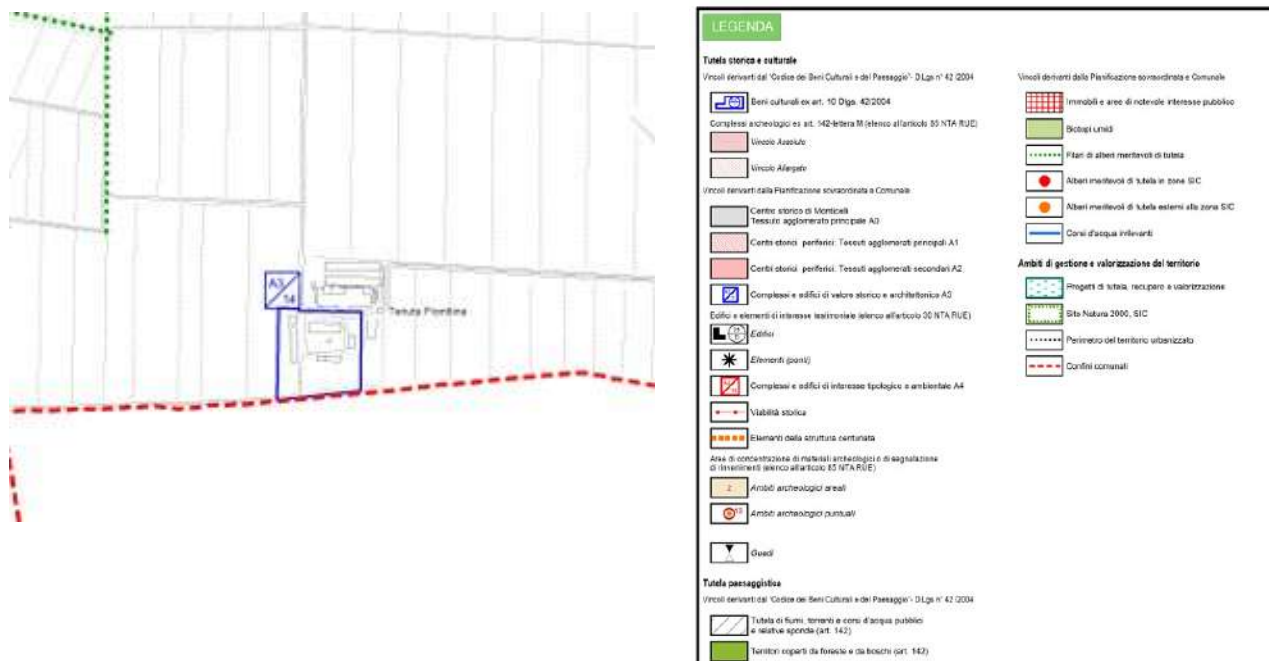 A3
14
Tenuta Fiorittina
LEGENDA
Tutela storica e culturale
Vincoli derivanti dal "Codice dei Beni Culturali e del Paesaggio"- D.Lgs n° 42 /2004
Beni culturali ex art. 10 Dlgs. 42/2004
Complessi archeologici ex art. 142-lettera M (elenco all'articolo 85 NTA RUE)
Vincolo Assoluto
Vincolo Allargato
Vincoli derivanti dalla Pianificazione sovraordinata e Comunale
Centro storico di Monticelli
Tessuto agglomerato principale A0
Centri storici periferici: Tessuti agglomerati principali A1
Centri storici periferici: Tessuti agglomerati secondari A2
Complessi e edifici di valore storico e architettonico A3
Edifici e elementi di interesse testimoniale (elenco all'articolo 30 NTA RUE)
Edifici
Elementi (ponti)
Complessi e edifici di interesse tipologico e ambientale A4
Viabilità storica
Elementi della struttura centuriata
Aree di concentrazione di materiali archeologici o di segnalazione
di rinvenimenti (elenco all'articolo 85 NTA RUE)
2
Ambiti archeologici areali
Ambiti archeologici puntuali
Guadi
Tutela paesaggistica
Vincoli derivanti dal "Codice dei Beni Culturali e del Paesaggio"- D.Lgs n° 42 /2004
Tutela di fiumi, torrenti e corsi d'acqua pubblici
e relative sponde (art. 142)
Territori coperti da foreste e da boschi (art. 142)
Vincoli derivanti dalla Pianificazione sovraordinata e Comunale
Immobili e aree di notevole interesse pubblico
Biotopi umidi
Filari di alberi meritevoli di tutela
Alberi meritevoli di tutela in zone SIC
Alberi meritevoli di tutela esterni alle zone SIC
Corsi d'acqua irrilevanti
Ambiti di gestione e valorizzazione del territorio
Progetti di tutela, recupero e valorizzazione
Site Natura 2000, SIC
Perimetro del territorio urbanizzato
Confini comunali